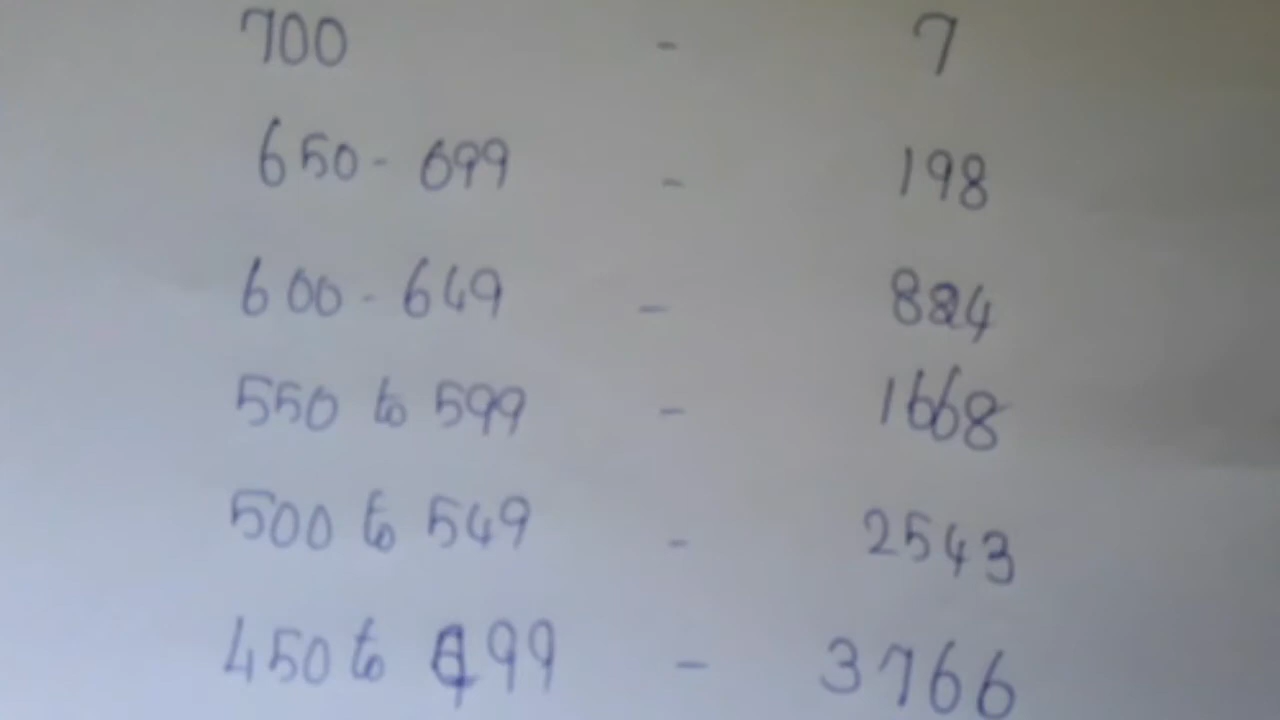 700 - 7
650 - 699 - 198
600 - 649 - 884
550 to 599 - 1668
500 to 549 - 2543
450 to 499 - 3766